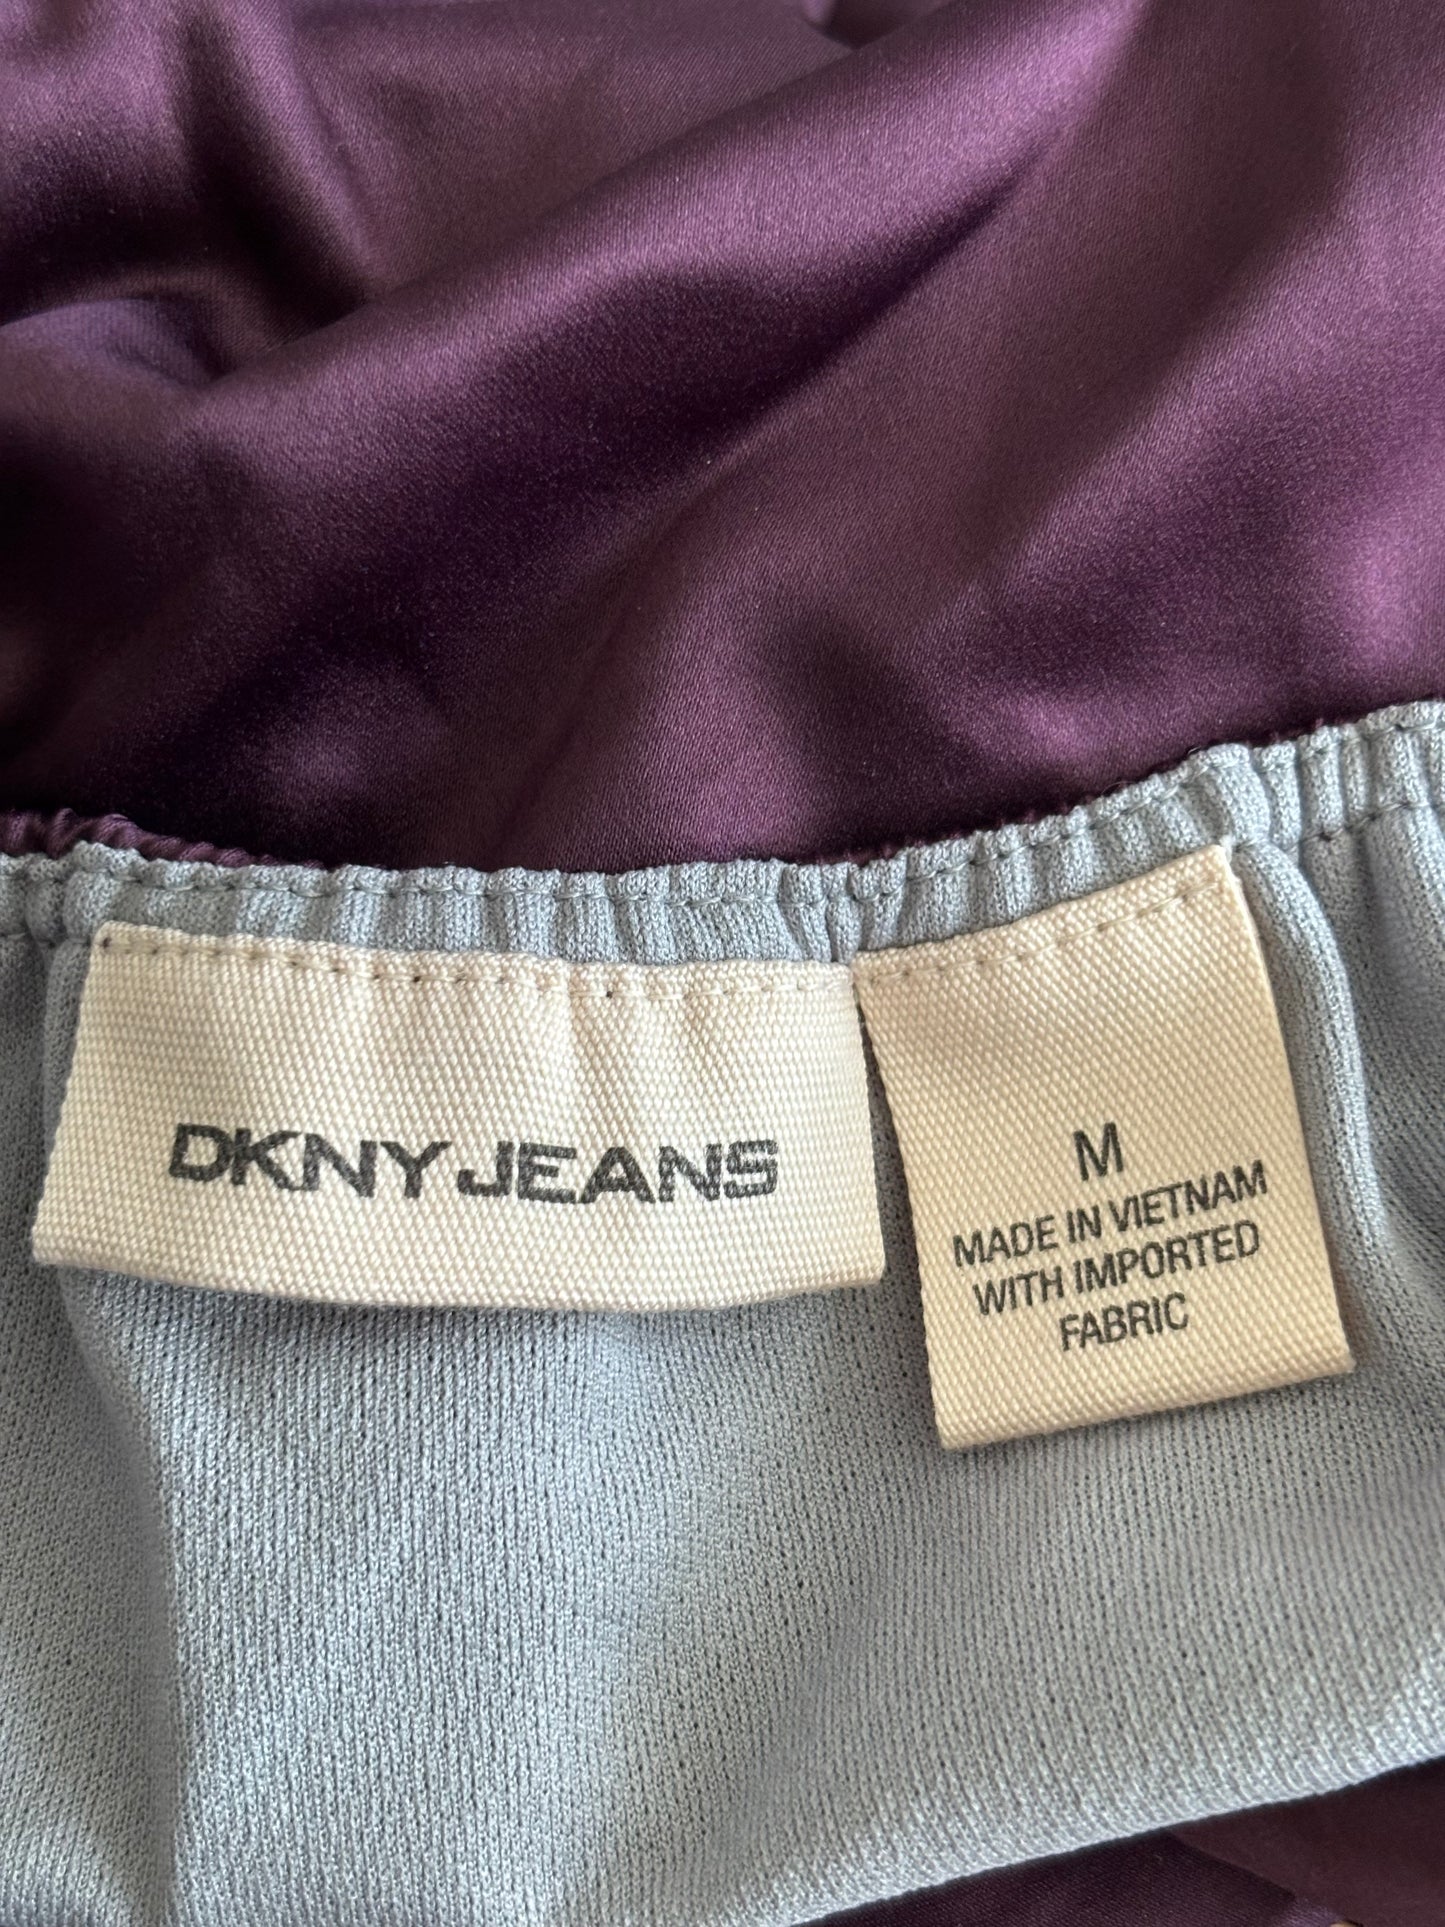 DKNY JEANS
M
MADE IN VIETNAM
WITH IMPORTED
FABRIC